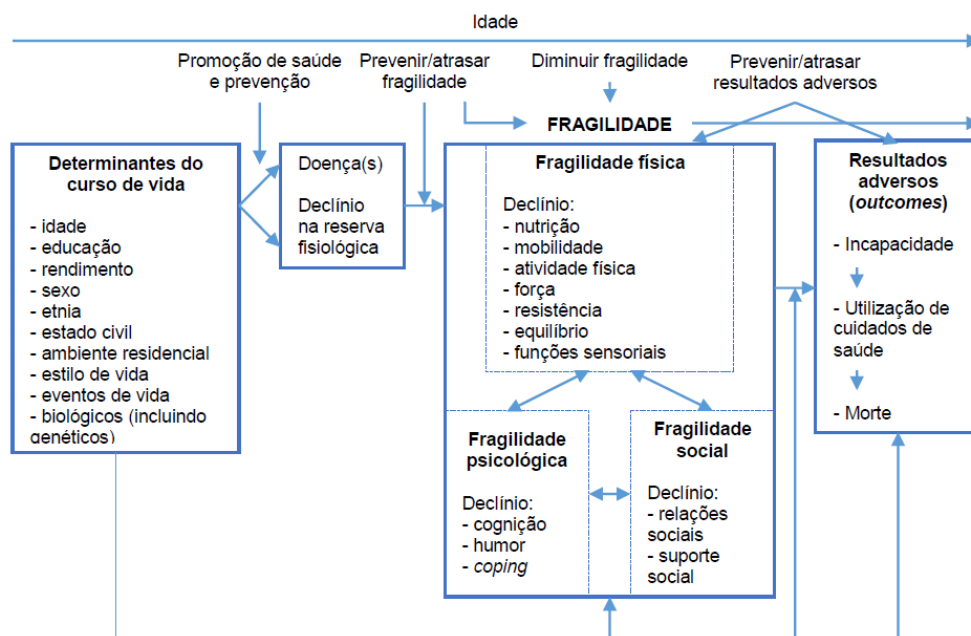 Idade
Promoção de saúde
e prevenção
Prevenir/atrasar
fragilidade
Diminuir fragilidade
Prevenir/atrasar
resultados adversos
FRAGILIDADE
Determinantes do
curso de vida
- idade
- educação
- rendimento
- sexo
- etnia
- estado civil
- ambiente residencial
- estilo de vida
- eventos de vida
- biológicos (incluindo
genéticos)
Doença(s)
Declínio
na reserva
fisiológica
Fragilidade física
Declínio:
- nutrição
- mobilidade
- atividade física
- força
- resistência
- equilíbrio
- funções sensoriais
Fragilidade
psicológica
Declínio:
- cognição
- humor
- coping
Fragilidade
social
Declínio:
- relações
sociais
- suporte
social
Resultados
adversos
(outcomes)
- Incapacidade
- Utilização de
cuidados de
saúde
- Morte